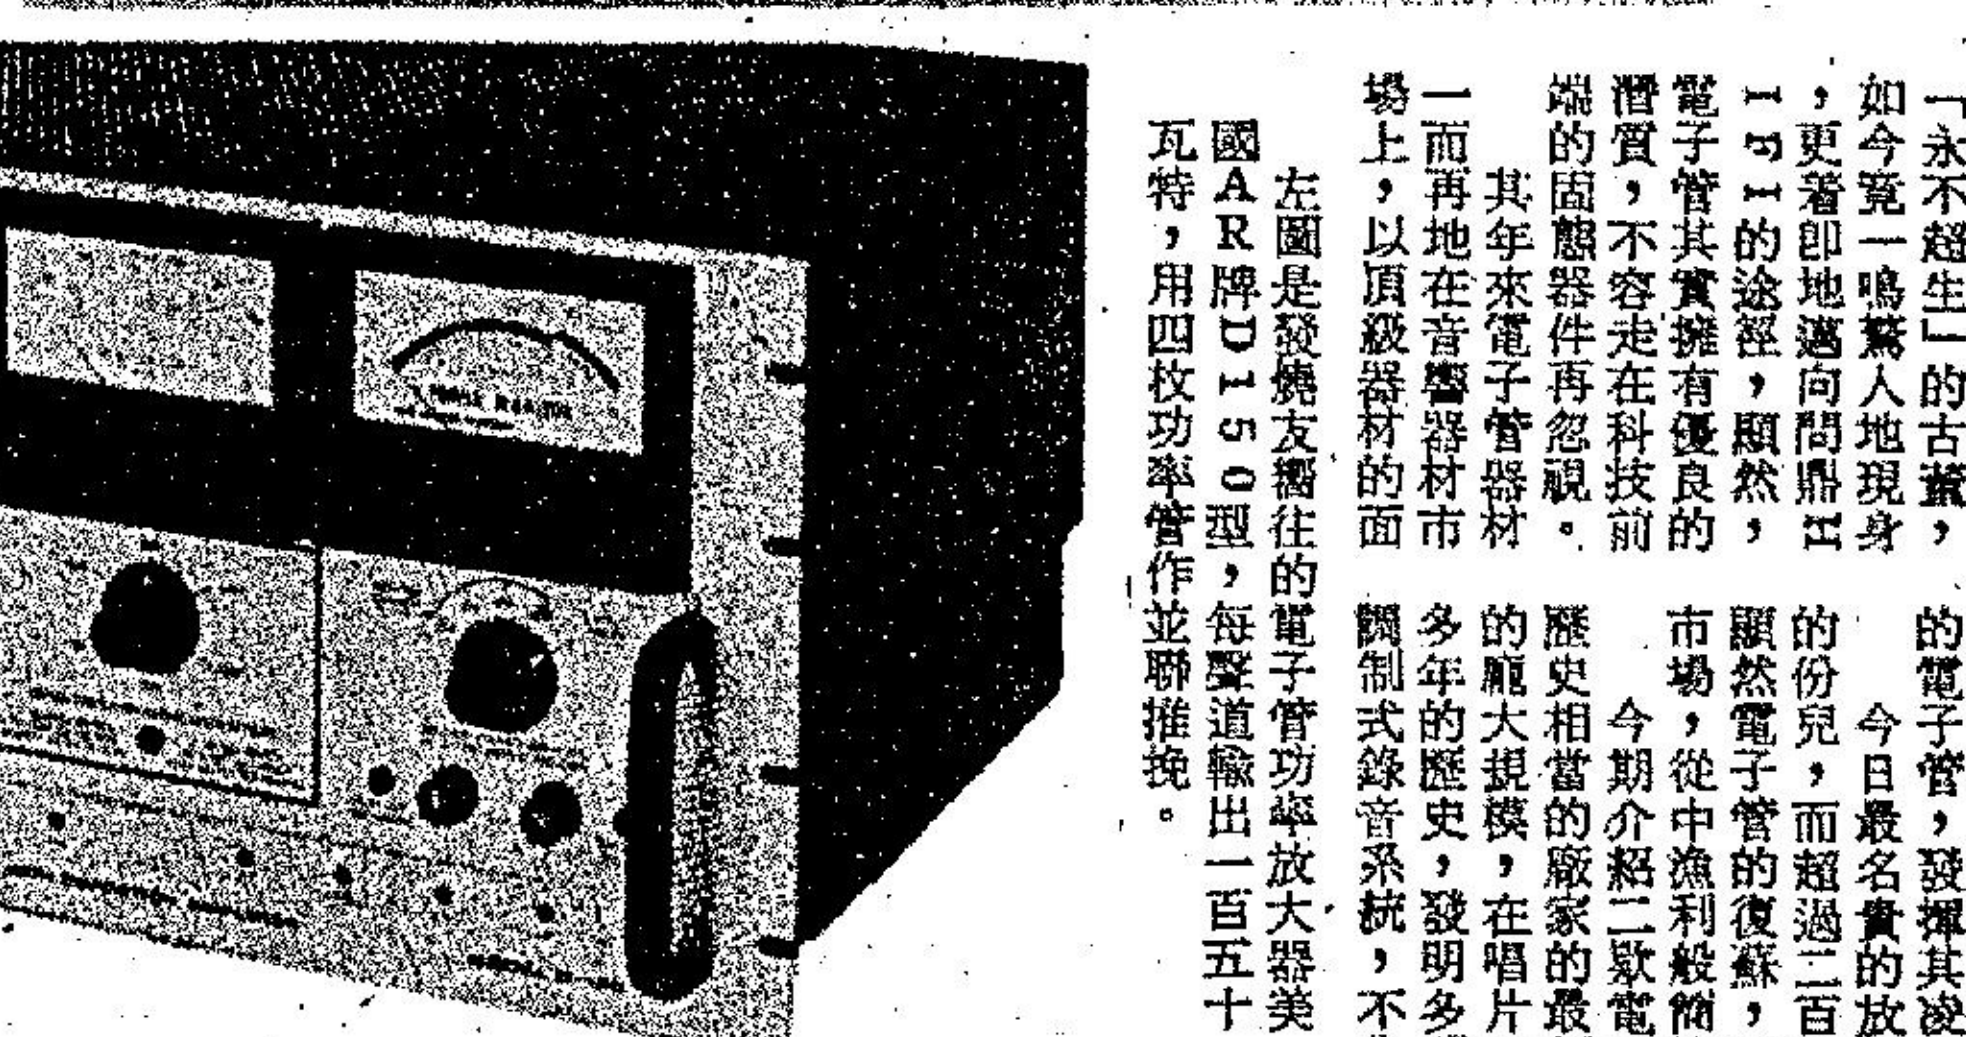 「永不超生」的古董，
如今竟一鳴驚人地現身
，更着卽地邁向問鼎H
IFI的途徑，顯然，
電子管其實擁有優良的
潛質，不容走在科技前
端的固態器件再忽視。
其年來電子管器材
一而再地在音響器材市
場上，以頂級器材的面
的電子管，發揮其凌
今日最名貴的放
的份兒，而超過二百
顯然電子管的復蘇，
市場，從中漁利般簡
今期介紹二款電
歷史相當的廠家的最
的龐大規模，在唱片
多年的歷史，發明多
調制式錄音系統，不
左圖是發燒友嚮往的電子管功率放大器美
國AR牌D150型，每聲道輸出一百五十
瓦特，用四枚功率管作並聯推挽。